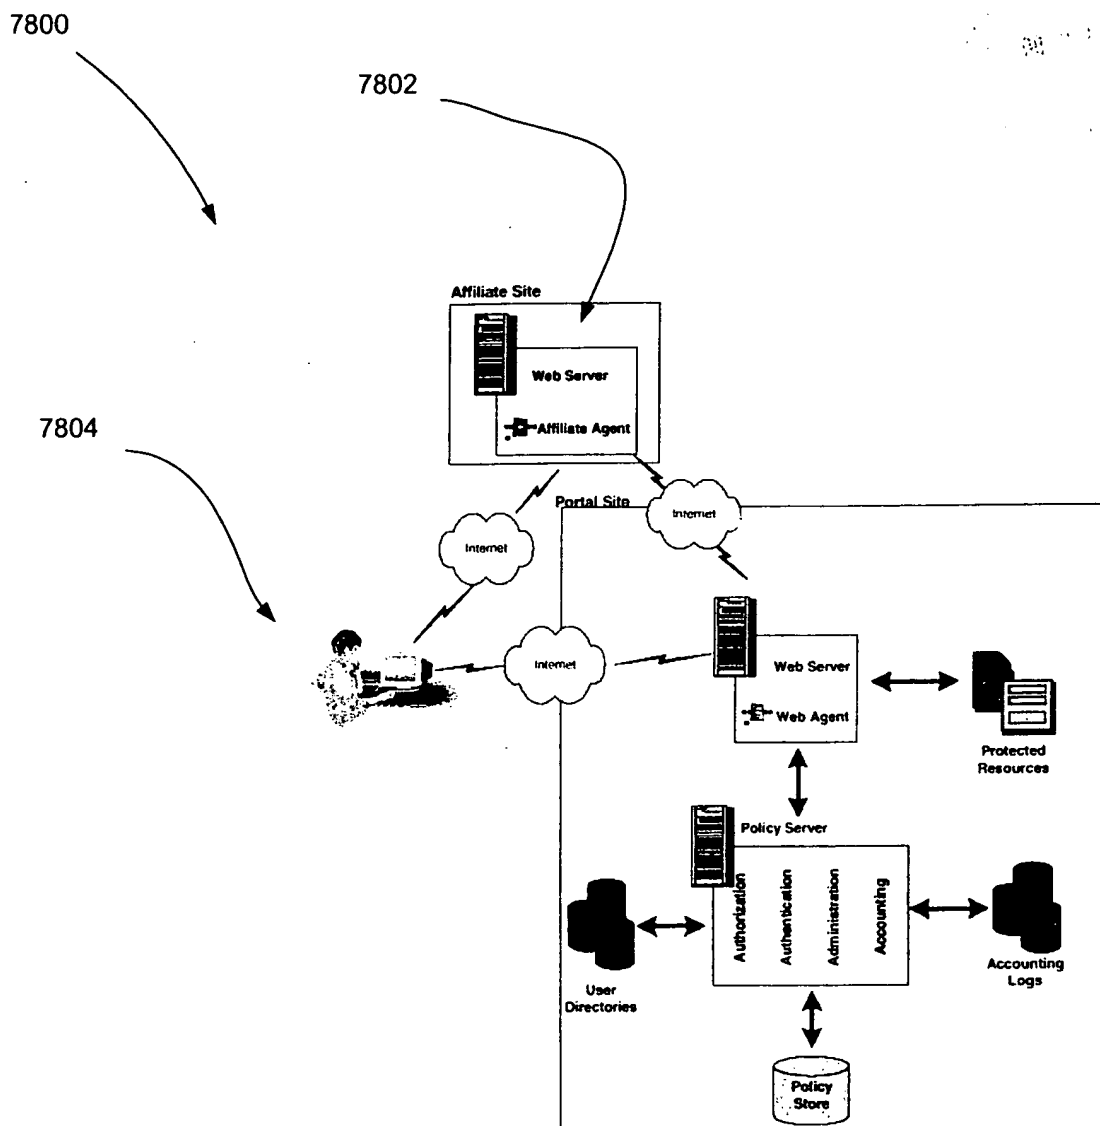 7800
7802
Affiliate Site
Web Server
Affiliate Agent
7804
Portal Site
Internet
Internet
Internet
Web Server
Web Agent
Protected
Resources
Policy Server
Authorization
Authentication
Administration
Accounting
User
Directories
Accounting
Logs
Policy
Store